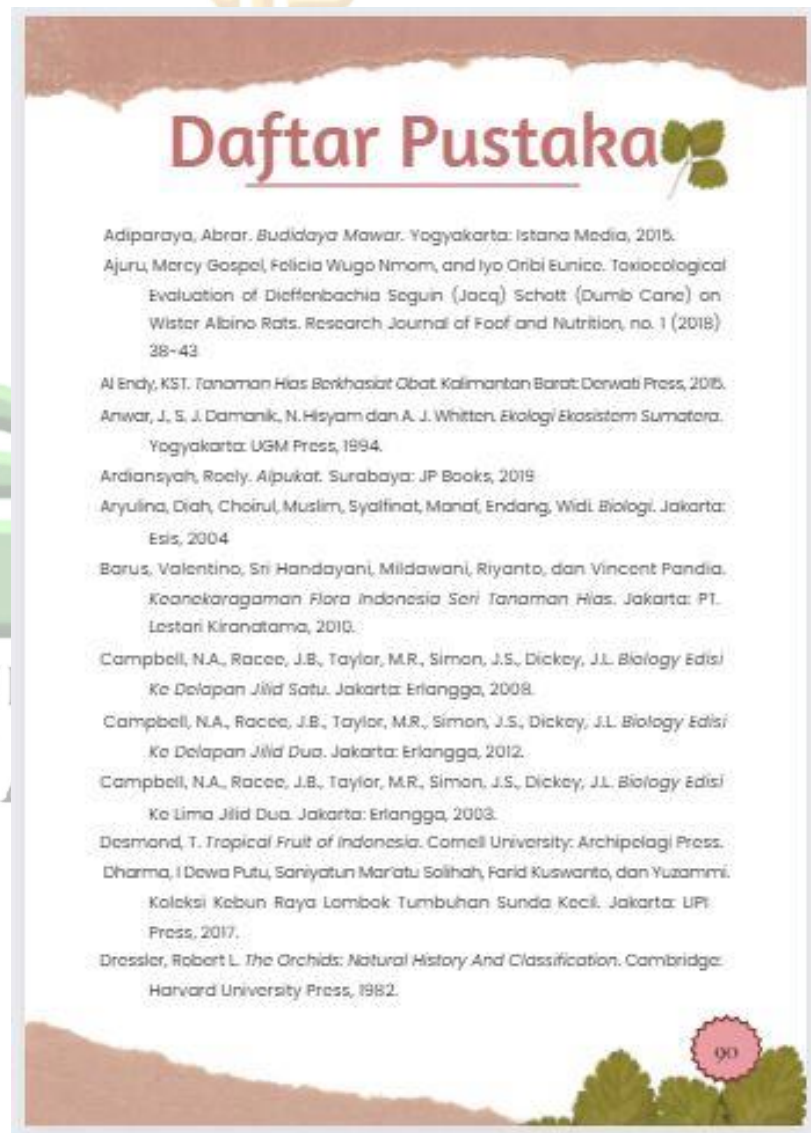 Daftar Pustaka
Adiparaya, Abrar. Budidaya Mawar. Yogyakarta: Istana Media, 2015.
Ajuru, Mercy Gospel, Felicia Wugo Nmom, and Iyo Oribi Eunice. Toxiocological
Evaluation of Dieffenbachia Seguin (Jacq) Schott (Dumb Cane) on
Wister Albino Rats. Research Journal of Foof and Nutrition, no. 1 (2018)
38-43
Al Endy, KST. Tanaman Hias Berkhasiat Obat. Kalimantan Barat: Derwati Press, 2015.
Anwar, J., S. J. Damanik., N. Hisyam dan A. J. Whitten. Ekologi Ekosistem Sumatera.
Yogyakarta: UGM Press, 1994.
Ardiansyah, Roely. Alpukat. Surabaya: JP Books, 2019
Aryulina, Diah, Choirul, Muslim, Syalfinat, Manaf, Endang, Widi. Biologi. Jakarta:
Esis, 2004
Barus, Valentino, Sri Handayani, Mildawani, Riyanto, dan Vincent Pandia.
Keanekaragaman Flora Indonesia Seri Tanaman Hias. Jakarta: PT.
Lestari Kiranatama, 2010.
Campbell, N.A., Racee, J.B., Taylor, M.R., Simon, J.S., Dickey, J.L. Biology Edisi
Ke Delapan Jilid Satu. Jakarta: Erlangga, 2008.
Campbell, N.A., Racee, J.B., Taylor, M.R., Simon, J.S., Dickey, J.L. Biology Edisi
Ke Delapan Jilid Dua. Jakarta: Erlangga, 2012.
Campbell, N.A., Racee, J.B., Taylor, M.R., Simon, J.S., Dickey, J.L. Biology Edisi
Ke Lima Jilid Dua. Jakarta: Erlangga, 2003.
Desmond, T. Tropical Fruit of Indonesia. Cornell University: Archipelagi Press.
Dharma, I Dewa Putu, Saniyatun Mar'atu Solihah, Farid Kuswanto, dan Yuzammi.
Koleksi Kebun Raya Lombok Tumbuhan Sunda Kecil. Jakarta: LIPI
Press, 2017.
Dressler, Robert L. The Orchids: Natural History And Classification. Cambridge:
Harvard University Press, 1982.
90